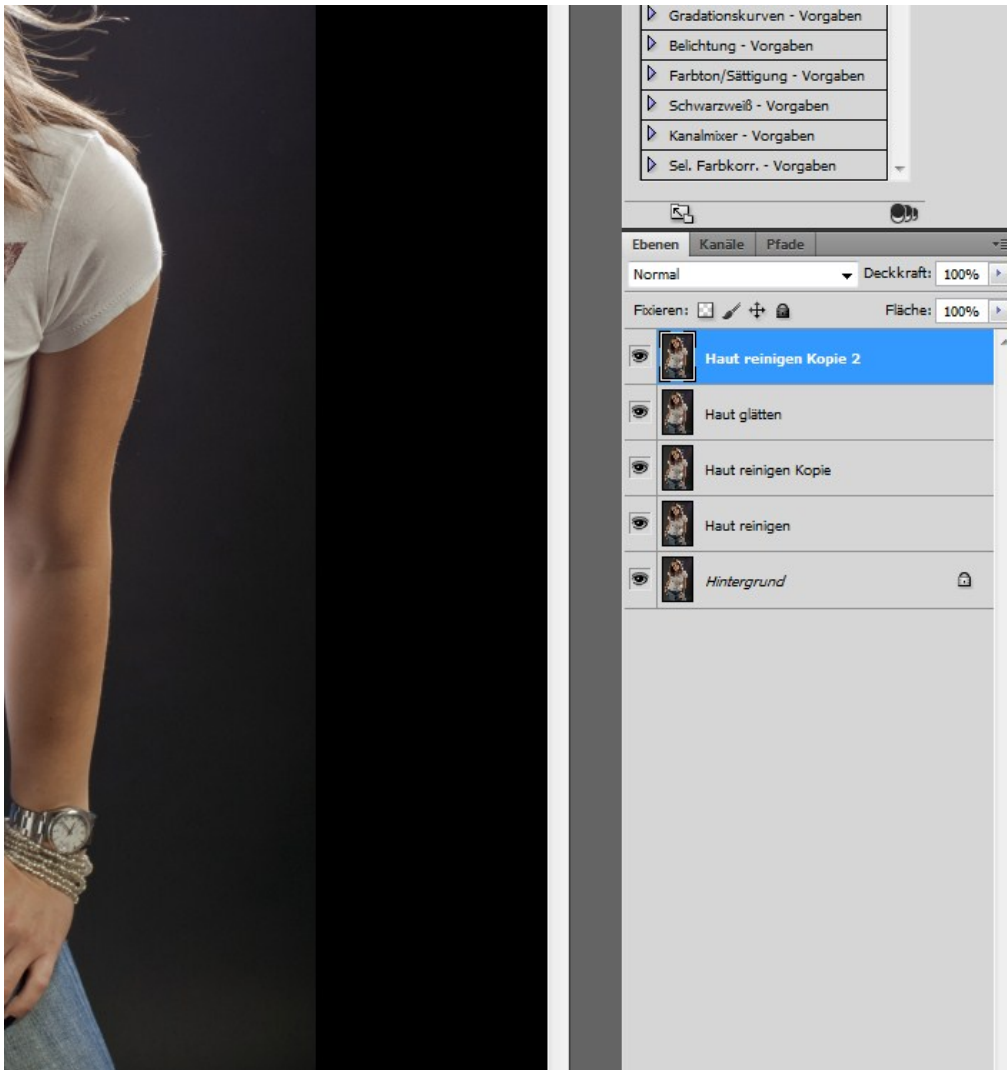 Gradationskurven - Vorgaben
Belichtung - Vorgaben
Farbton/Sättigung - Vorgaben
Schwarzweiß - Vorgaben
Kanalmixer - Vorgaben
Sel. Farbkorr. - Vorgaben
Ebenen Kanäle Pfade
Normal Deckkraft: 100%
Fixieren: Fläche: 100%
Haut reinigen Kopie 2
Haut glätten
Haut reinigen Kopie
Haut reinigen
Hintergrund